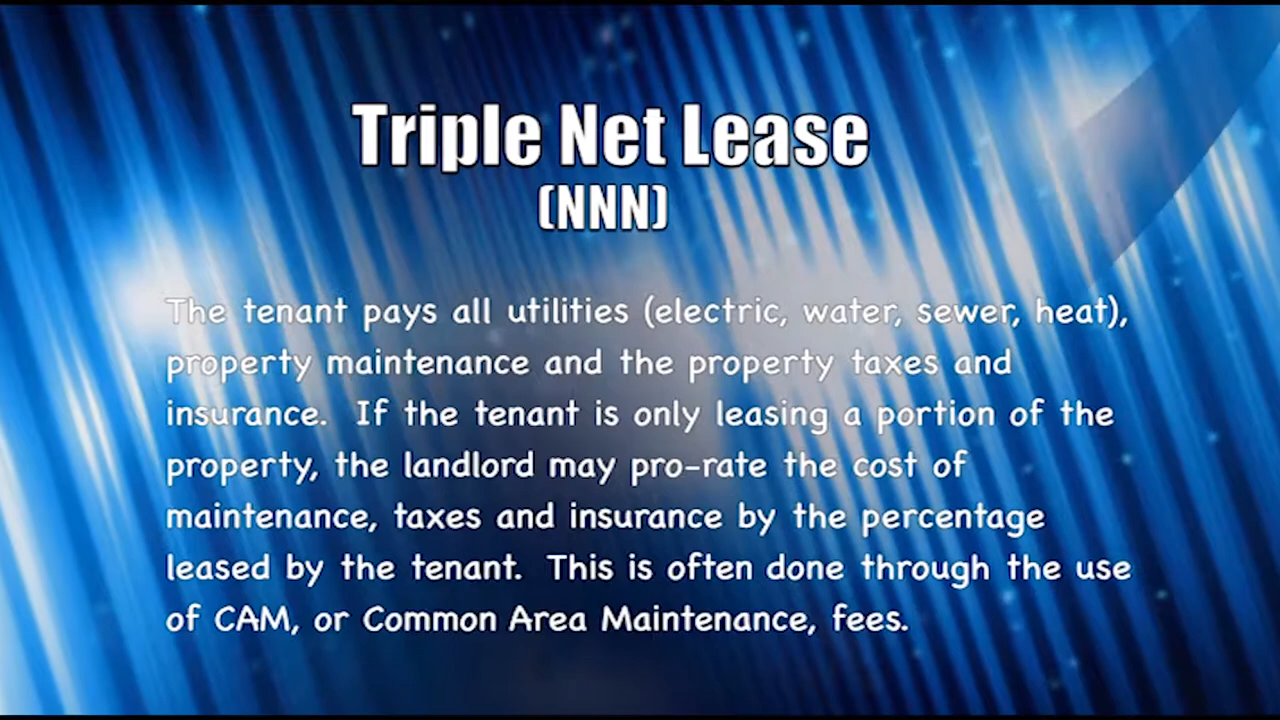 Triple Net Lease
(NNN)
The tenant pays all utilities (electric, water, sewer, heat),
property maintenance and the property taxes and
insurance.  If the tenant is only leasing a portion of the
property, the landlord may pro-rate the cost of
maintenance, taxes and insurance by the percentage
leased by the tenant.  This is often done through the use
of CAM, or Common Area Maintenance, fees.